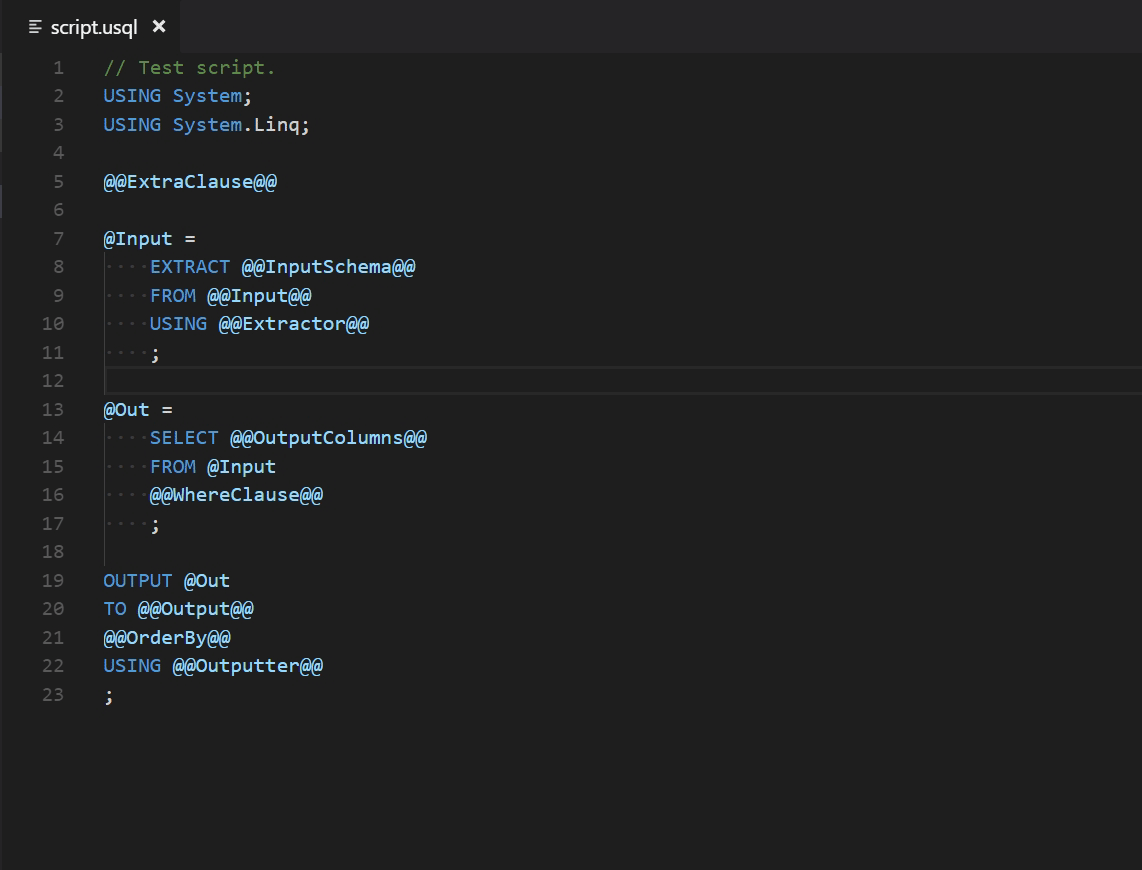 script.usql ×
1 // Test script.
2 USING System;
3 USING System.Linq;
4
5 @@ExtraClause@@
6
7 @Input =
8 ····EXTRACT @@InputSchema@@
9 ····FROM @@Input@@
10 ····USING @@Extractor@@
11 ····;
12
13 @Out =
14 ····SELECT @@OutputColumns@@
15 ····FROM @Input
16 ····@@WhereClause@@
17 ····;
18
19 OUTPUT @Out
20 TO @@Output@@
21 @@OrderBy@@
22 USING @@Outputter@@
23 ;